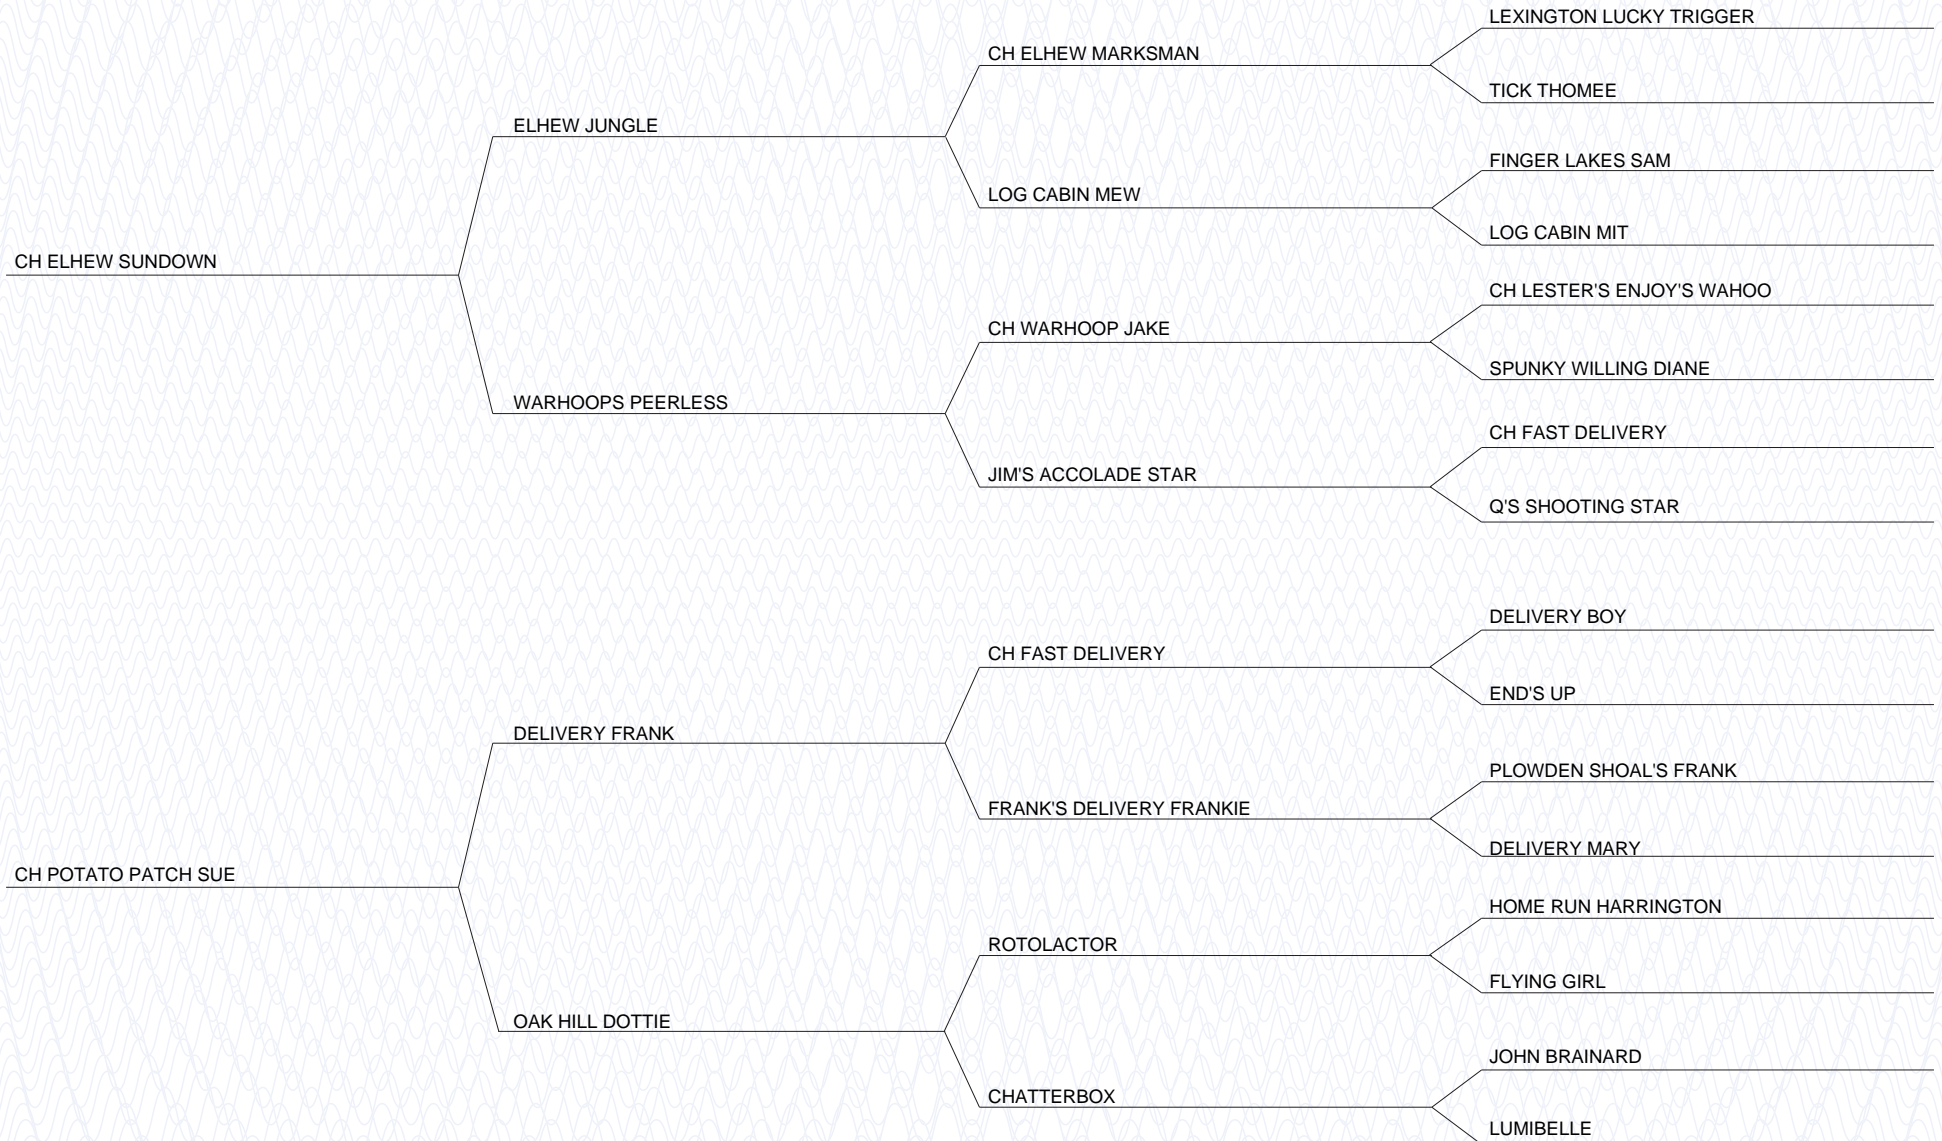 LEXINGTON LUCKY TRIGGER
CH ELHEW MARKSMAN
TICK THOMEE
ELHEW JUNGLE
FINGER LAKES SAM
LOG CABIN MEW
LOG CABIN MIT
CH ELHEW SUNDOWN
CH LESTER'S ENJOY'S WAHOO
CH WARHOOP JAKE
SPUNKY WILLING DIANE
WARHOOPS PEERLESS
CH FAST DELIVERY
JIM'S ACCOLADE STAR
Q'S SHOOTING STAR
DELIVERY BOY
CH FAST DELIVERY
END'S UP
DELIVERY FRANK
PLOWDEN SHOAL'S FRANK
FRANK'S DELIVERY FRANKIE
DELIVERY MARY
CH POTATO PATCH SUE
HOME RUN HARRINGTON
ROTOLACTOR
FLYING GIRL
OAK HILL DOTTIE
JOHN BRAINARD
CHATTERBOX
LUMIBELLE